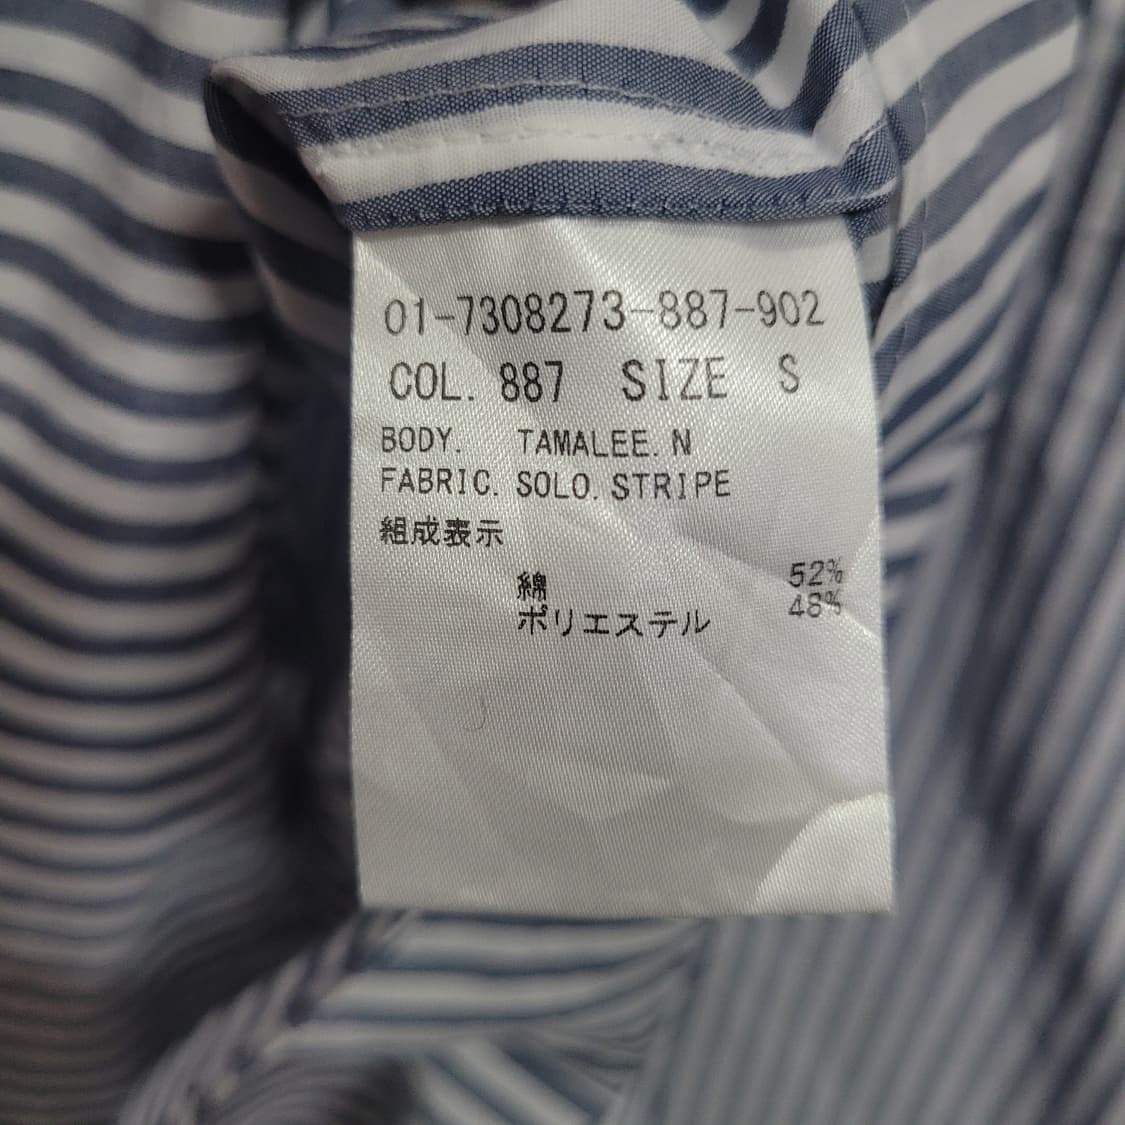 01-7308273-887-902
COL. 887 SIZE S
BODY. TAMALEE. N
FABRIC. SOLO. STRIPE
組成表示
綿 52%
ポリエステル 48%